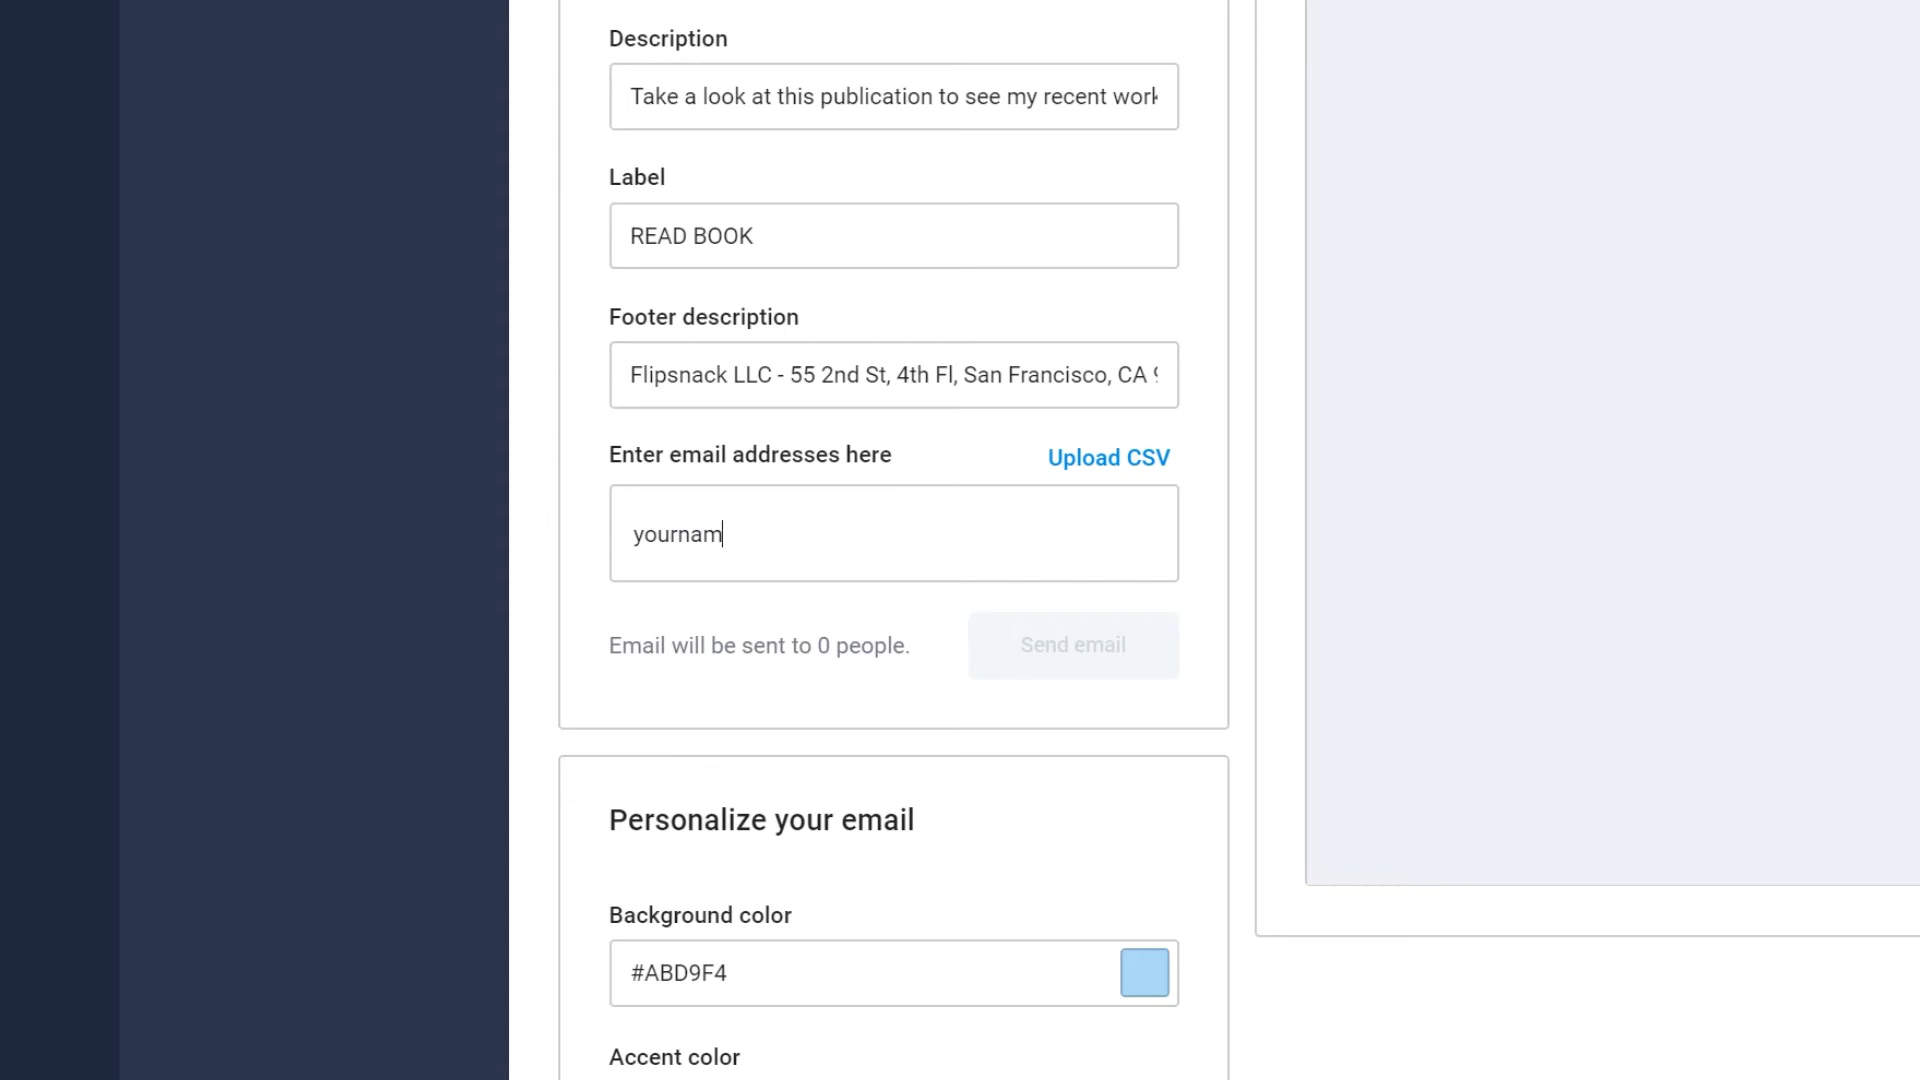 Description
Take a look at this publication to see my recent work
Label
READ BOOK
Footer description
Flipsnack LLC - 55 2nd St, 4th Fl, San Francisco, CA
Enter email addresses here
Upload CSV
yournam
Email will be sent to 0 people.
Send email
Personalize your email
Background color
#ABD9F4
Accent color